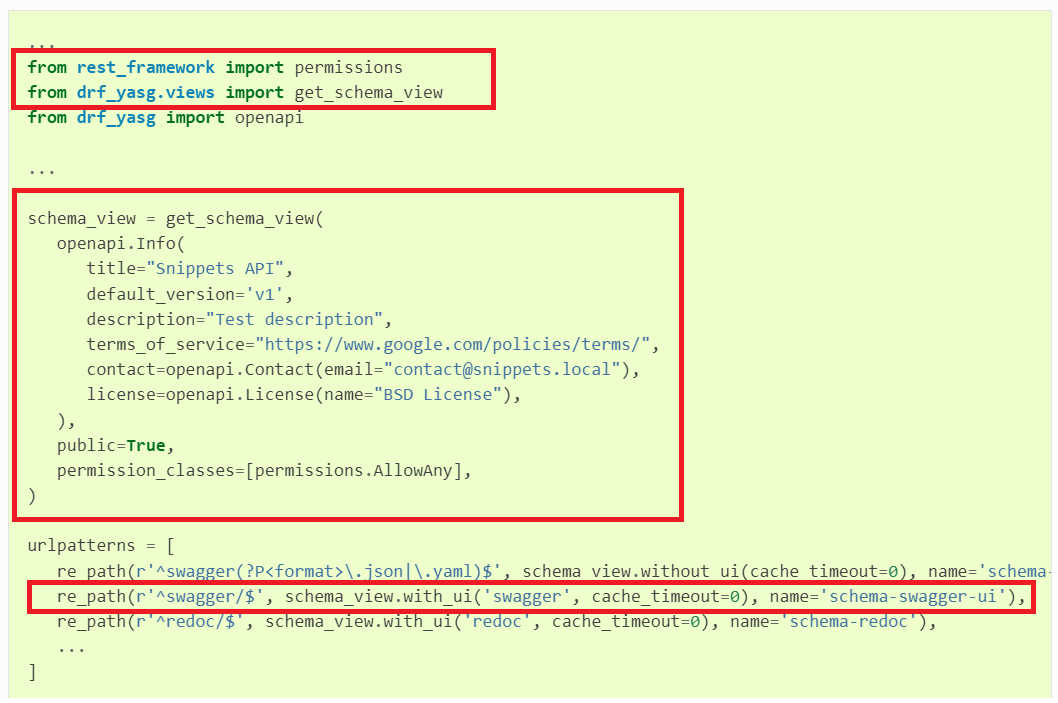 ...
from rest_framework import permissions
from drf_yasg.views import get_schema_view
from drf_yasg import openapi
...
schema_view = get_schema_view(
   openapi.Info(
      title="Snippets API",
      default_version='v1',
      description="Test description",
      terms_of_service="https://www.google.com/policies/terms/",
      contact=openapi.Contact(email="contact@snippets.local"),
      license=openapi.License(name="BSD License"),
   ),
   public=True,
   permission_classes=[permissions.AllowAny],
)
urlpatterns = [
   re_path(r'^swagger(?P<format>\.json|\.yaml)$', schema_view.without_ui(cache_timeout=0), name='schema-
   re_path(r'^swagger/$', schema_view.with_ui('swagger', cache_timeout=0), name='schema-swagger-ui'),
   re_path(r'^redoc/$', schema_view.with_ui('redoc', cache_timeout=0), name='schema-redoc'),
   ...
]